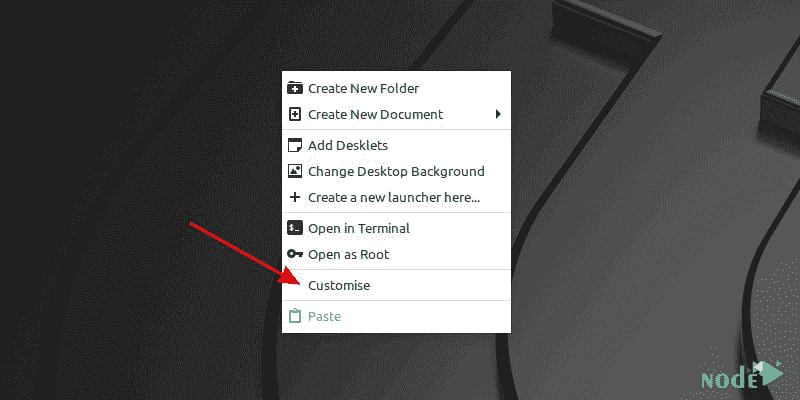 Create New Folder
Create New Document
Add Desklets
Change Desktop Background
Create a new launcher here...
$_
Open in Terminal
Open as Root
Customise
Paste
NODE